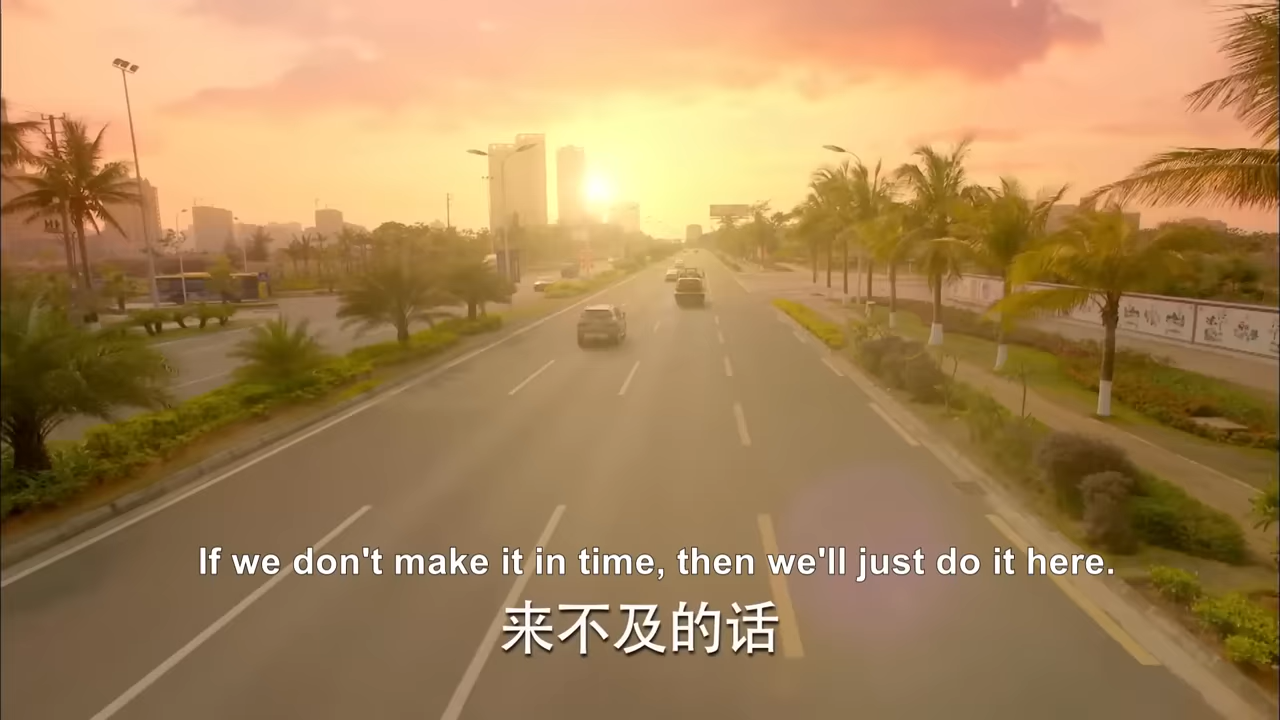 If we don't make it in time, then we'll just do it here.
来不及的话